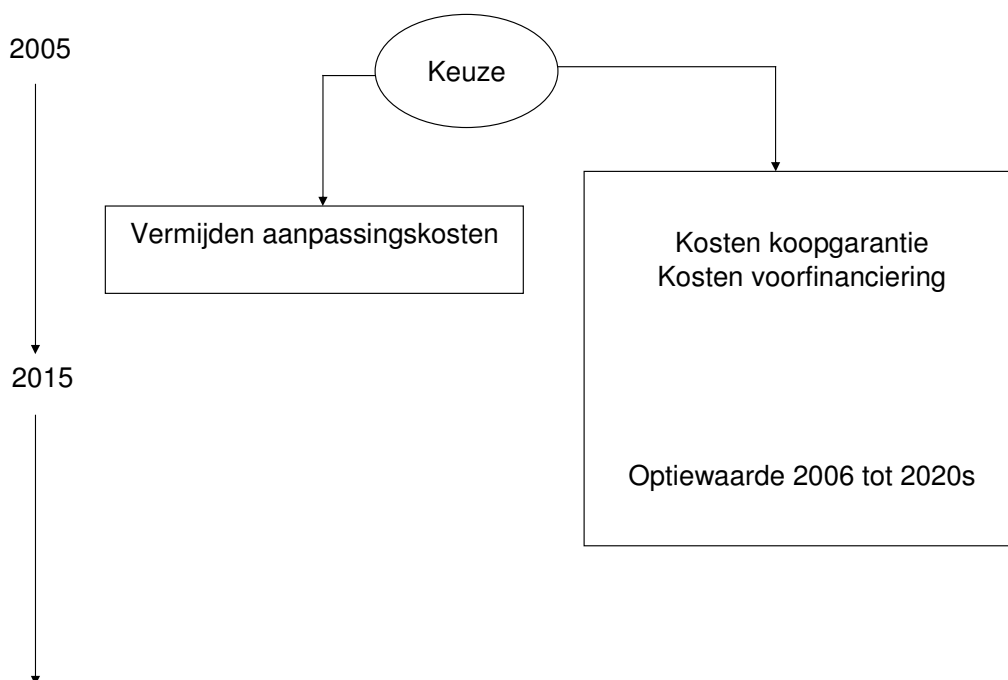 2005
Keuze
Vermijden aanpassingskosten
Kosten koopgarantie
Kosten voorfinanciering
2015
Optiewaarde 2006 tot 2020s